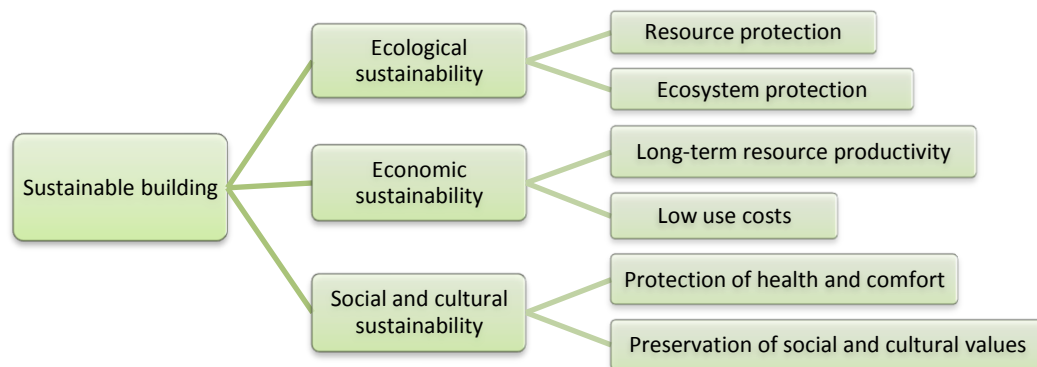 Sustainable building
Ecological
sustainability
Resource protection
Ecosystem protection
Economic
sustainability
Long-term resource productivity
Low use costs
Social and cultural
sustainability
Protection of health and comfort
Preservation of social and cultural values